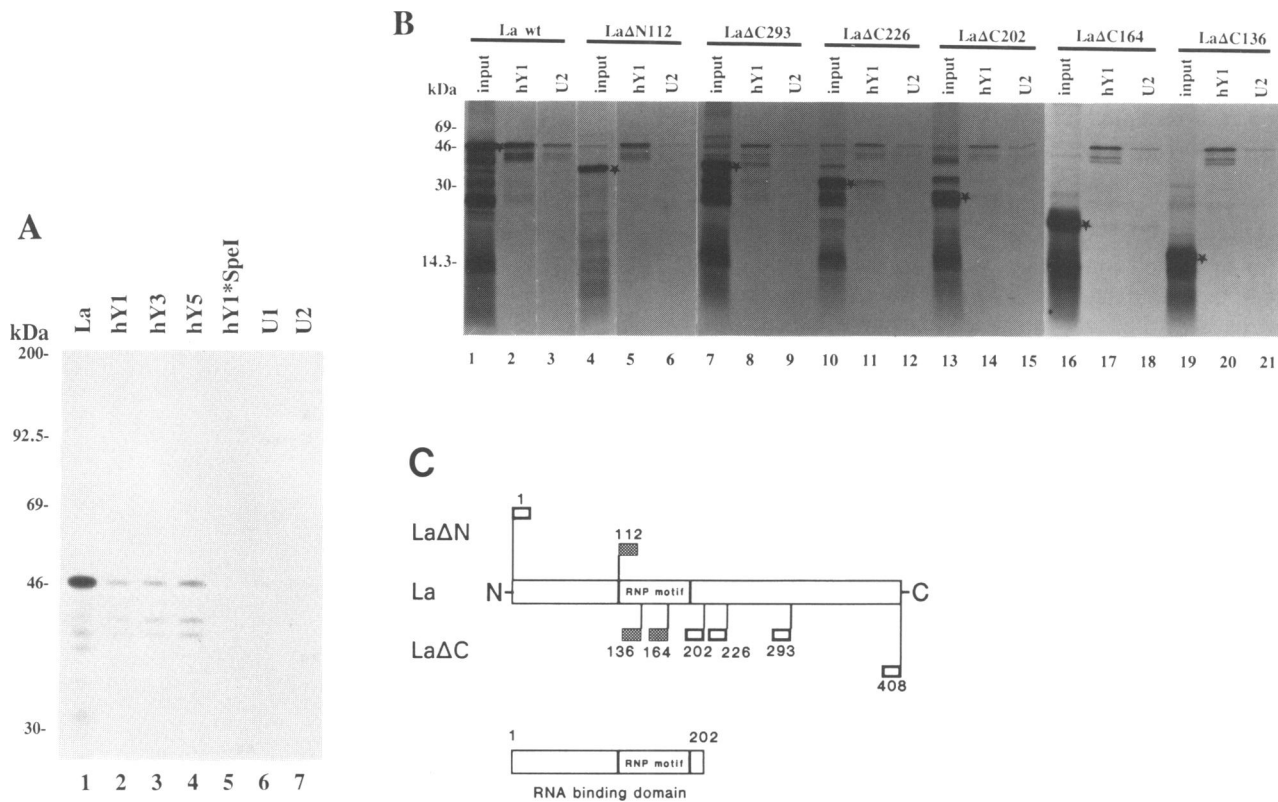 A
kDa
La
hY1
hY3
hY5
hY1*SpeI
U1
U2
200-
92.5-
69-
46-
30-
1 2 3 4 5 6 7
B
La wt LaΔN112 LaΔC293 LaΔC226 LaΔC202 LaΔC164 LaΔC136
input hY1 U2 input hY1 U2 input hY1 U2 input hY1 U2 input hY1 U2 input hY1 U2 input hY1 U2
kDa
69-
46-
30-
14.3-
1 2 3 4 5 6 7 8 9 10 11 12 13 14 15 16 17 18 19 20 21
C
1
LaΔN
112
La N- RNP motif -C
LaΔC
136 164 202 226 293
408
1 202
RNP motif
RNA binding domain